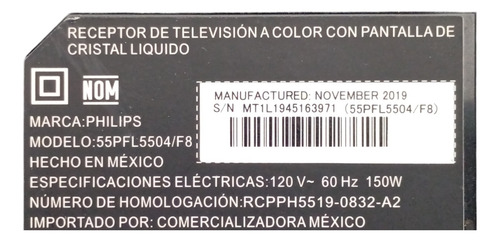 RECEPTOR DE TELEVISIÓN A COLOR CON PANTALLA DE
CRISTAL LIQUIDO
NOM
MANUFACTURED: NOVEMBER 2019
S/N MT1L1945163971 (55PFL5504/F8)
MARCA:PHILIPS
MODELO:55PFL5504/F8
HECHO EN MÉXICO
ESPECIFICACIONES ELÉCTRICAS:120 V~ 60 Hz 150W
NÚMERO DE HOMOLOGACIÓN:RCPPH5519-0832-A2
IMPORTADO POR: COMERCIALIZADORA MÉXICO